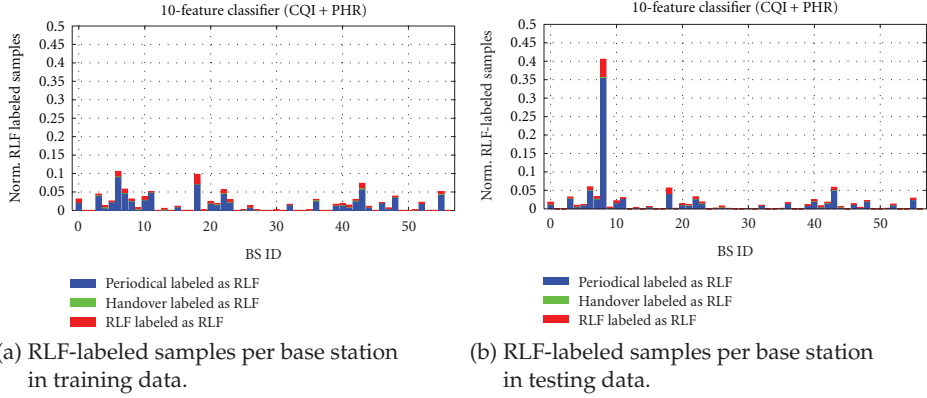 10-feature classifier (CQI + PHR)
Norm. RLF labeled samples
0.5
0.45
0.4
0.35
0.3
0.25
0.2
0.15
0.1
0.05
0
0 10 20 30 40 50
BS ID
Periodical labeled as RLF
Handover labeled as RLF
RLF labeled as RLF
(a) RLF-labeled samples per base station
in training data.
10-feature classifier (CQI + PHR)
Norm. RLF-labeled samples
0.5
0.45
0.4
0.35
0.3
0.25
0.2
0.15
0.1
0.05
0
0 10 20 30 40 50
BS ID
Periodical labeled as RLF
Handover labeled as RLF
RLF labeled as RLF
(b) RLF-labeled samples per base station
in testing data.